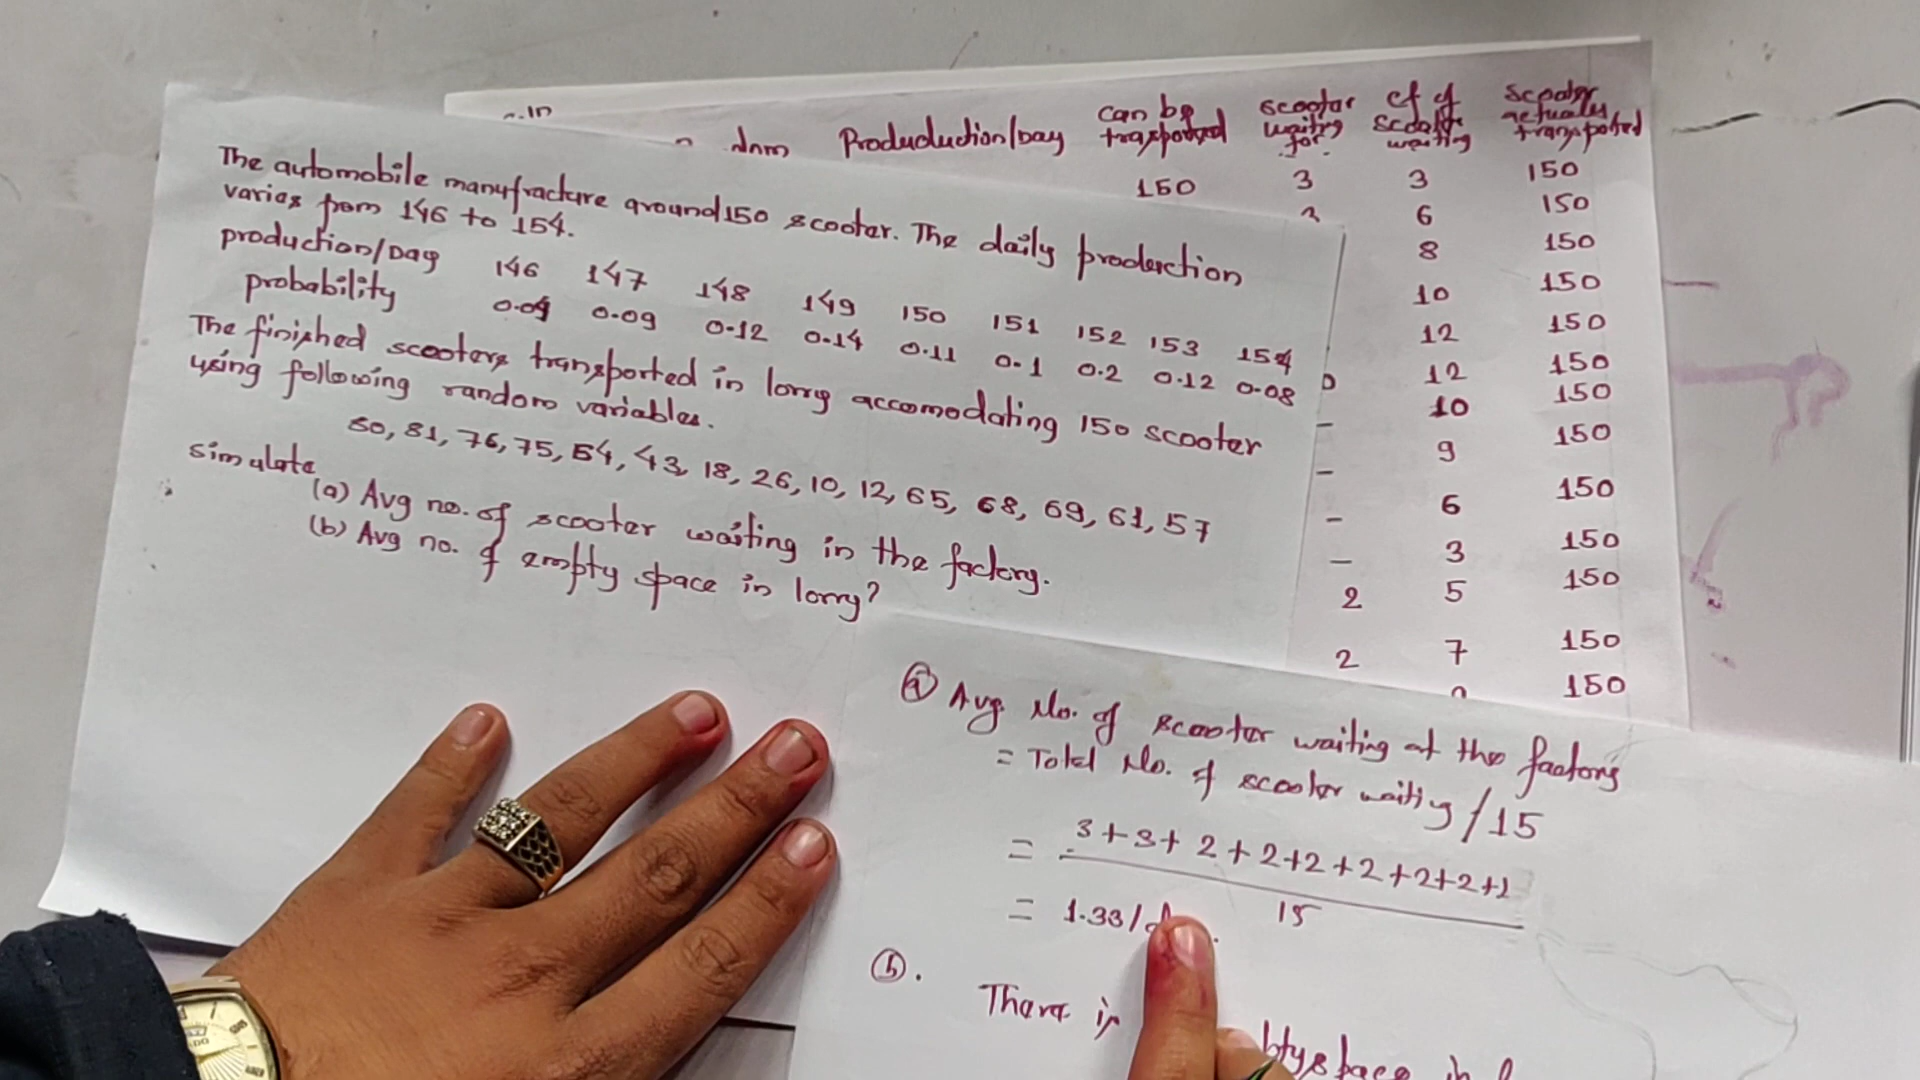 The automobile manufracture around 150 scooter. The daily production
varias from 146 to 154.
production/Day 146 147 148 149 150 151 152 153 154
probability 0.04 0.09 0.12 0.14 0.11 0.1 0.2 0.12 0.08
The finished scooters transported in lorry accomodating 150 scooter
using following random variables.
80, 81, 76, 75, 54, 43, 18, 26, 10, 12, 65, 68, 69, 61, 57
simulate
(a) Avg no. of scooter waiting in the factory.
(b) Avg no. of empty space in lorry?
Produduction/Day can be trasported scootar waiting for cf of waiting scooter actually transported
150 3 3 150
6 150
8 150
10 150
12 150
12 150
- 10 150
- 9 150
- 6 150
- 3 150
2 5 150
2 7 150
150
(a) Avg No. of scooter waiting at the factory
= Total No. of scooter waiting /15
= 3+3+2+2+2+2+2+2+2
15
= 1.33/
(b).
There is